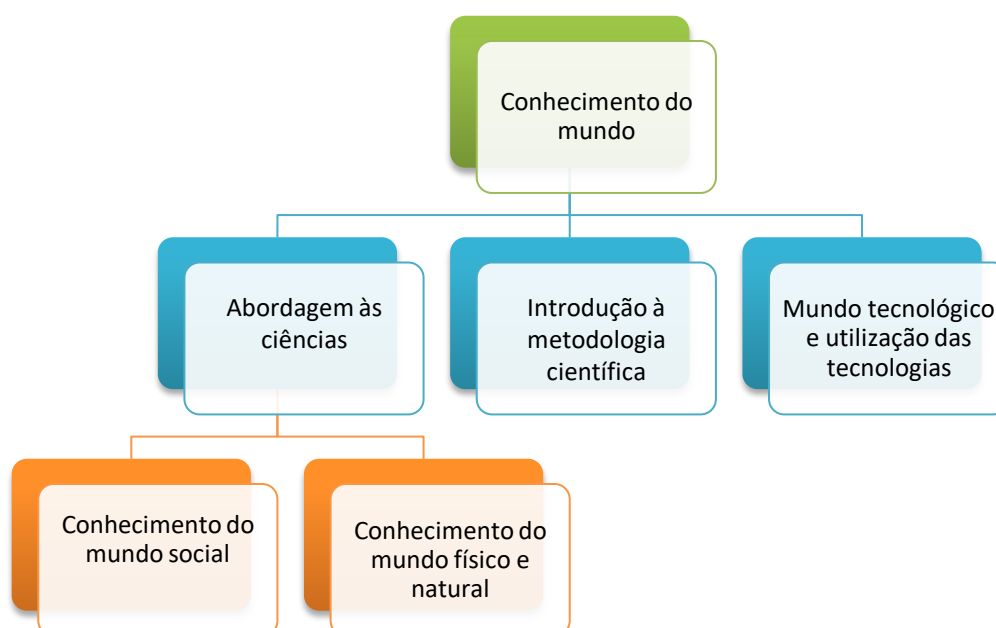 Conhecimento do
mundo
Abordagem às
ciências
Introdução à
metodologia
científica
Mundo tecnológico
e utilização das
tecnologias
Conhecimento do
mundo social
Conhecimento do
mundo físico e
natural